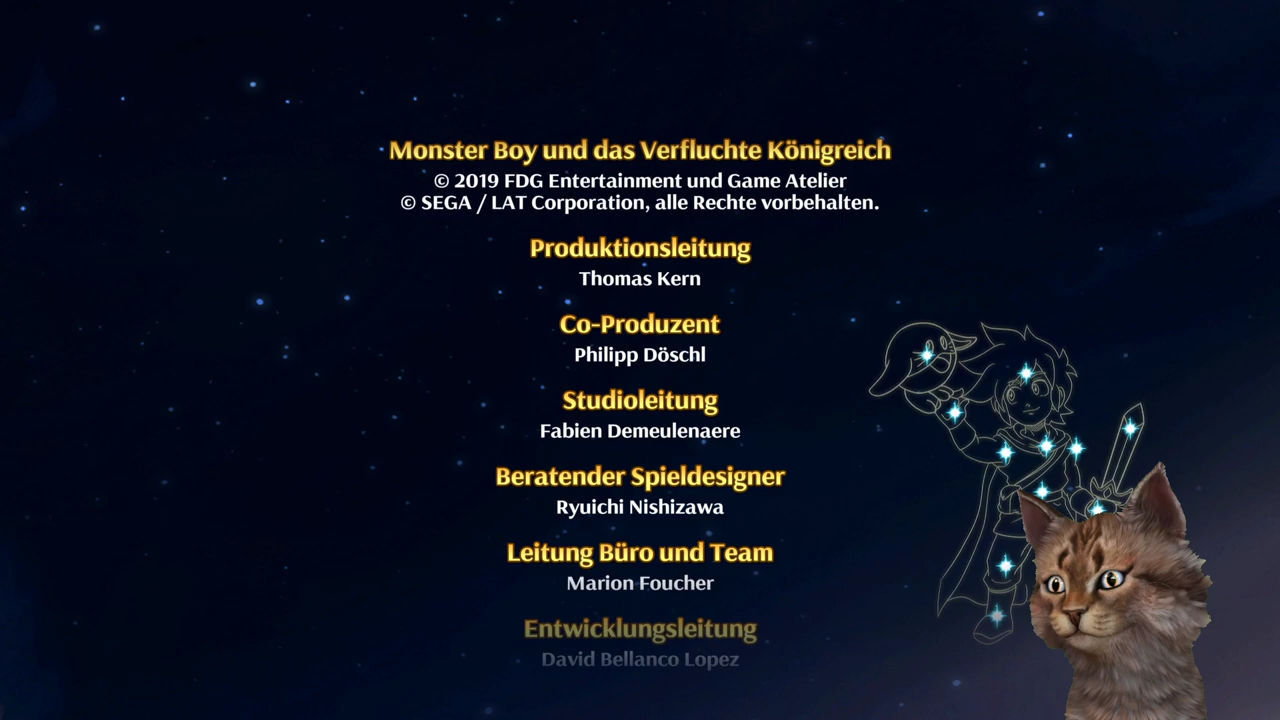 Monster Boy und das Verfluchte Königreich
© 2019 FDG Entertainment und Game Atelier
© SEGA / LAT Corporation, alle Rechte vorbehalten.
Produktionsleitung
Thomas Kern
Co-Produzent
Philipp Döschl
Studioleitung
Fabien Demeulenaere
Beratender Spieldesigner
Ryuichi Nishizawa
Leitung Büro und Team
Marion Foucher
Entwicklungsleitung
David Bellanco Lopez